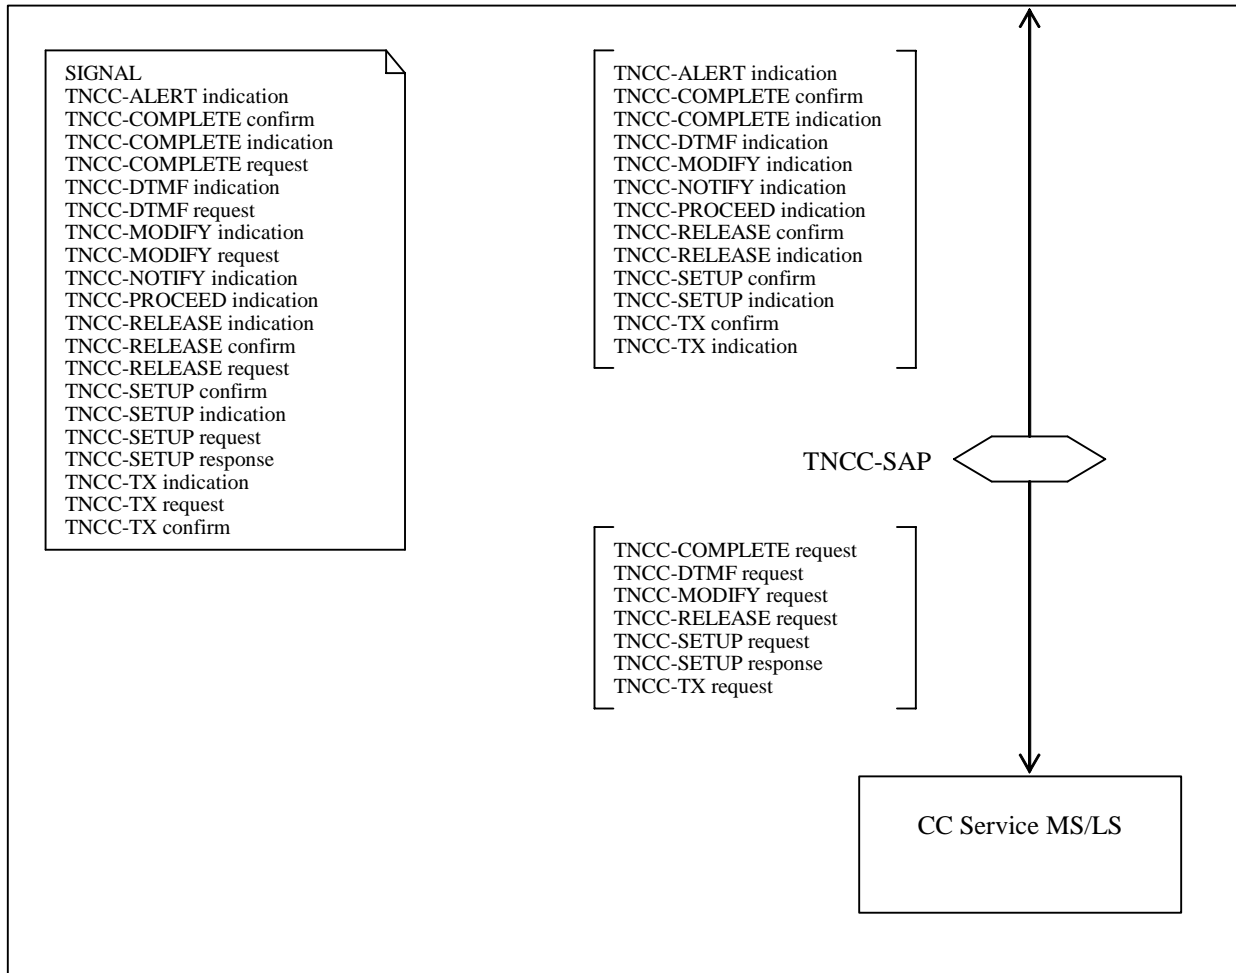 SIGNAL
TNCC-ALERT indication
TNCC-COMPLETE confirm
TNCC-COMPLETE indication
TNCC-COMPLETE request
TNCC-DTMF indication
TNCC-DTMF request
TNCC-MODIFY indication
TNCC-MODIFY request
TNCC-NOTIFY indication
TNCC-PROCEED indication
TNCC-RELEASE indication
TNCC-RELEASE confirm
TNCC-RELEASE request
TNCC-SETUP confirm
TNCC-SETUP indication
TNCC-SETUP request
TNCC-SETUP response
TNCC-TX indication
TNCC-TX request
TNCC-TX confirm
TNCC-ALERT indication
TNCC-COMPLETE confirm
TNCC-COMPLETE indication
TNCC-DTMF indication
TNCC-MODIFY indication
TNCC-NOTIFY indication
TNCC-PROCEED indication
TNCC-RELEASE confirm
TNCC-RELEASE indication
TNCC-SETUP confirm
TNCC-SETUP indication
TNCC-TX confirm
TNCC-TX indication
TNCC-SAP
TNCC-COMPLETE request
TNCC-DTMF request
TNCC-MODIFY request
TNCC-RELEASE request
TNCC-SETUP request
TNCC-SETUP response
TNCC-TX request
CC Service MS/LS